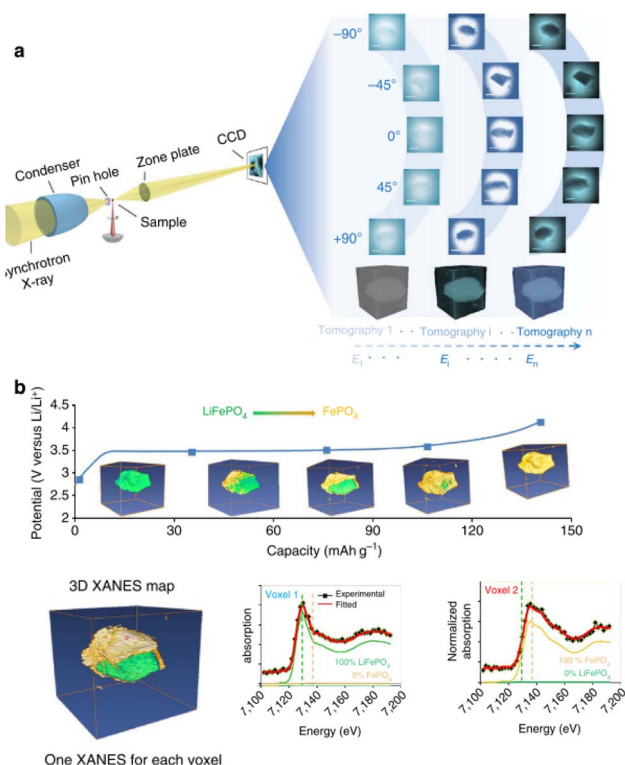 a
−90°
−45°
0°
45°
+90°
CCD
Zone plate
Pin hole
Condenser
Sample
X-ray
Tomography 1 · · Tomography i · · Tomography n
E1 · · · Ei · · · · · En
b
LiFePO4 FePO4
Potential (V versus Li/Li+)
4.5
4
3.5
3
2.5
2
0 30 60 90 120 150
Capacity (mAh g−1)
3D XANES map
One XANES for each voxel
absorption
Voxel 1
Experimental
Fitted
100% LiFePO4
0% FePO4
7,100 7,120 7,140 7,160 7,180 7,200
Energy (eV)
Normalized
absorption
Voxel 2
100 % FePO4
0% LiFePO4
7,100 7,120 7,140 7,160 7,180 7,200
Energy (eV)